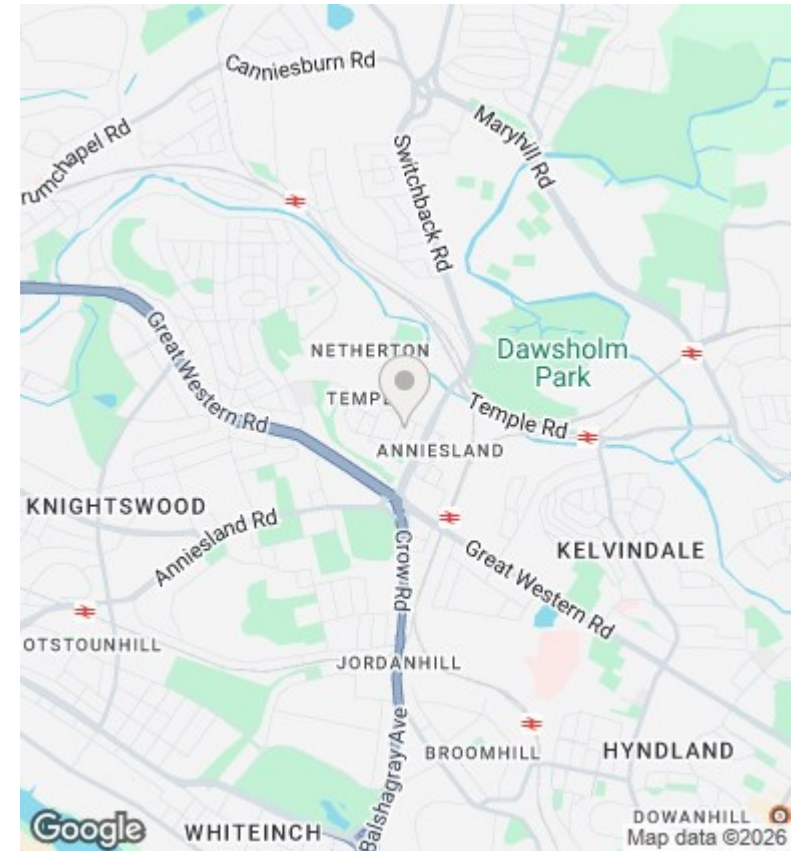 Canniesburn Rd
Maryhill Rd
rumchapel Rd
Switchback Rd
Great Western Rd
NETHERTON
Dawsholm
Park
TEMPL
Temple Rd
ANNIESLAND
KNIGHTSWOOD
Anniesland Rd
Crow Rd
Great Western Rd
KELVINDALE
OTSTOUNHILL
JORDANHILL
Balshagray Ave
BROOMHILL
HYNDLAND
DOWANHILL
Google
WHITEINCH
Map data ©2026